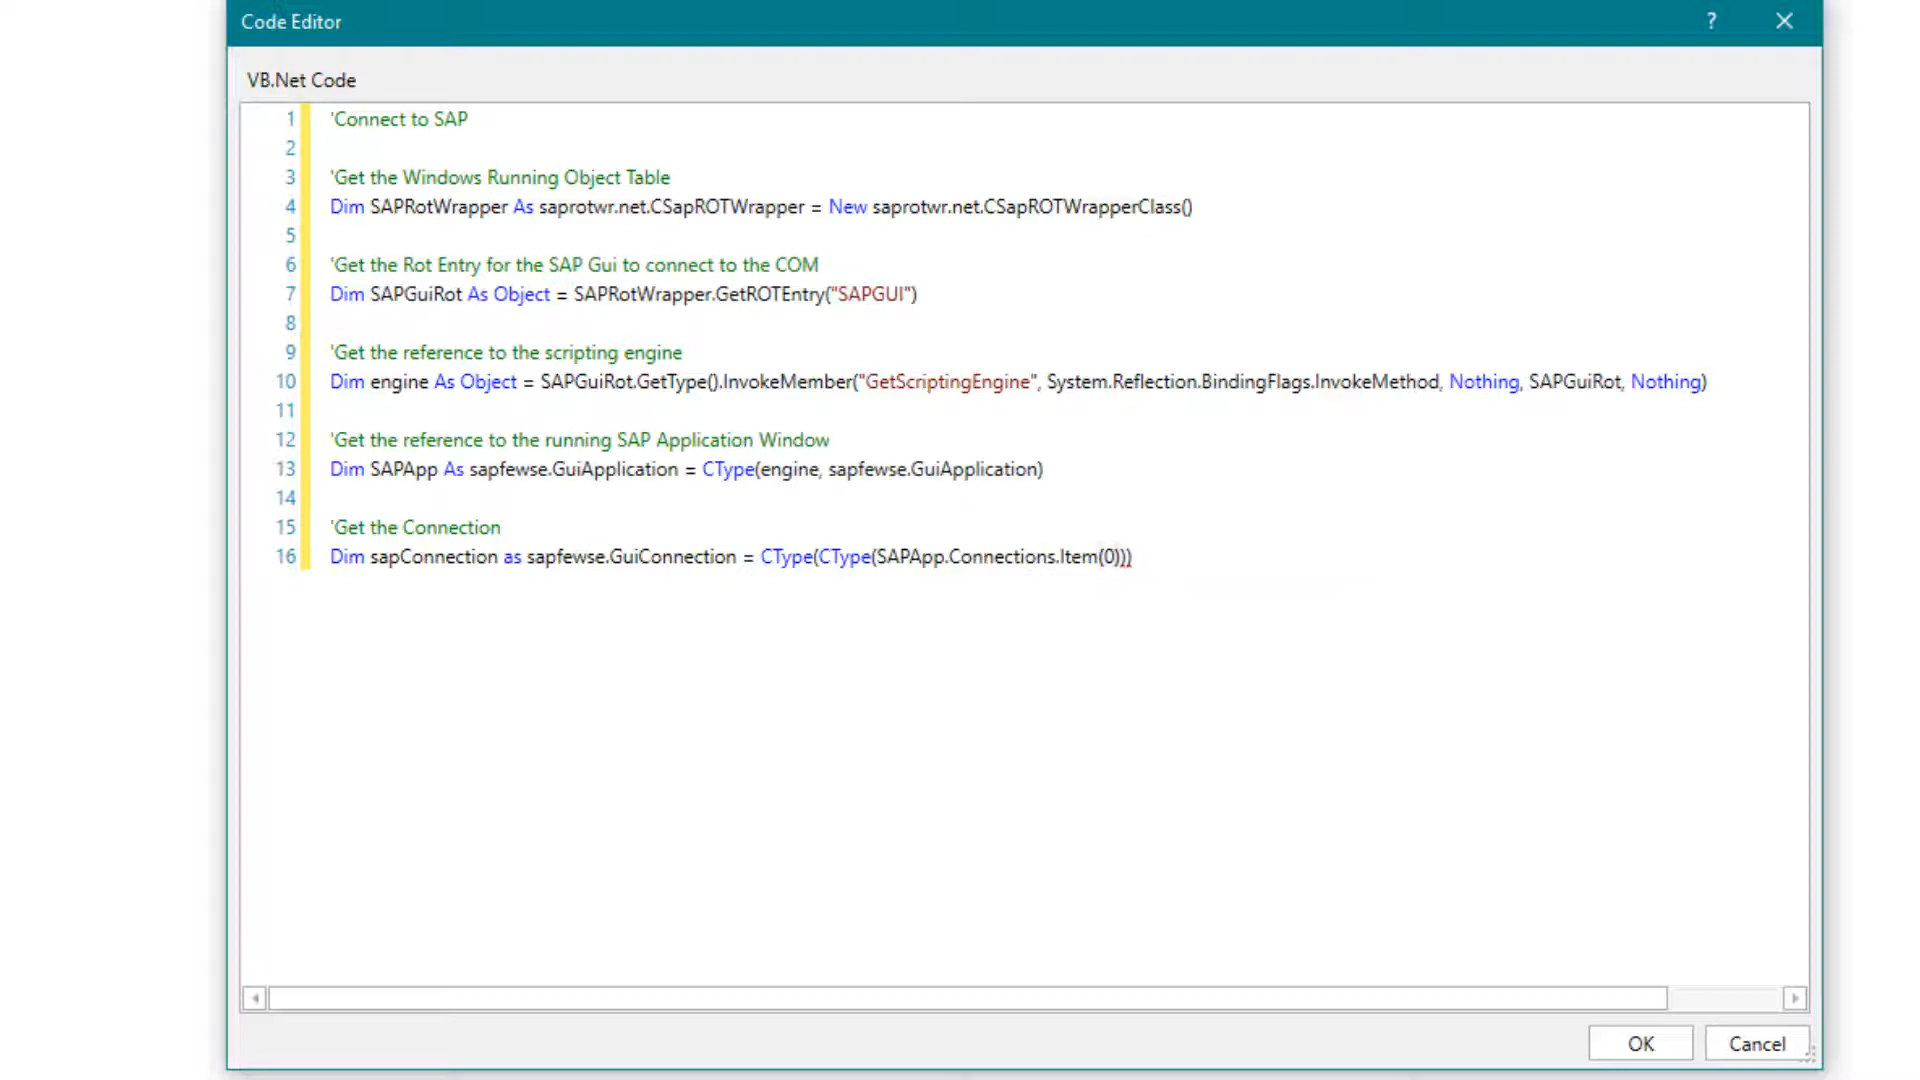 Code Editor
?
VB.Net Code
1 'Connect to SAP
2
3 'Get the Windows Running Object Table
4 Dim SAPRotWrapper As saprotwr.net.CSapROTWrapper = New saprotwr.net.CSapROTWrapperClass()
5
6 'Get the Rot Entry for the SAP Gui to connect to the COM
7 Dim SAPGuiRot As Object = SAPRotWrapper.GetROTEntry("SAPGUI")
8
9 'Get the reference to the scripting engine
10 Dim engine As Object = SAPGuiRot.GetType().InvokeMember("GetScriptingEngine", System.Reflection.BindingFlags.InvokeMethod, Nothing, SAPGuiRot, Nothing)
11
12 'Get the reference to the running SAP Application Window
13 Dim SAPApp As sapfewse.GuiApplication = CType(engine, sapfewse.GuiApplication)
14
15 'Get the Connection
16 Dim sapConnection as sapfewse.GuiConnection = CType(CType(SAPApp.Connections.Item(0)))
OK Cancel